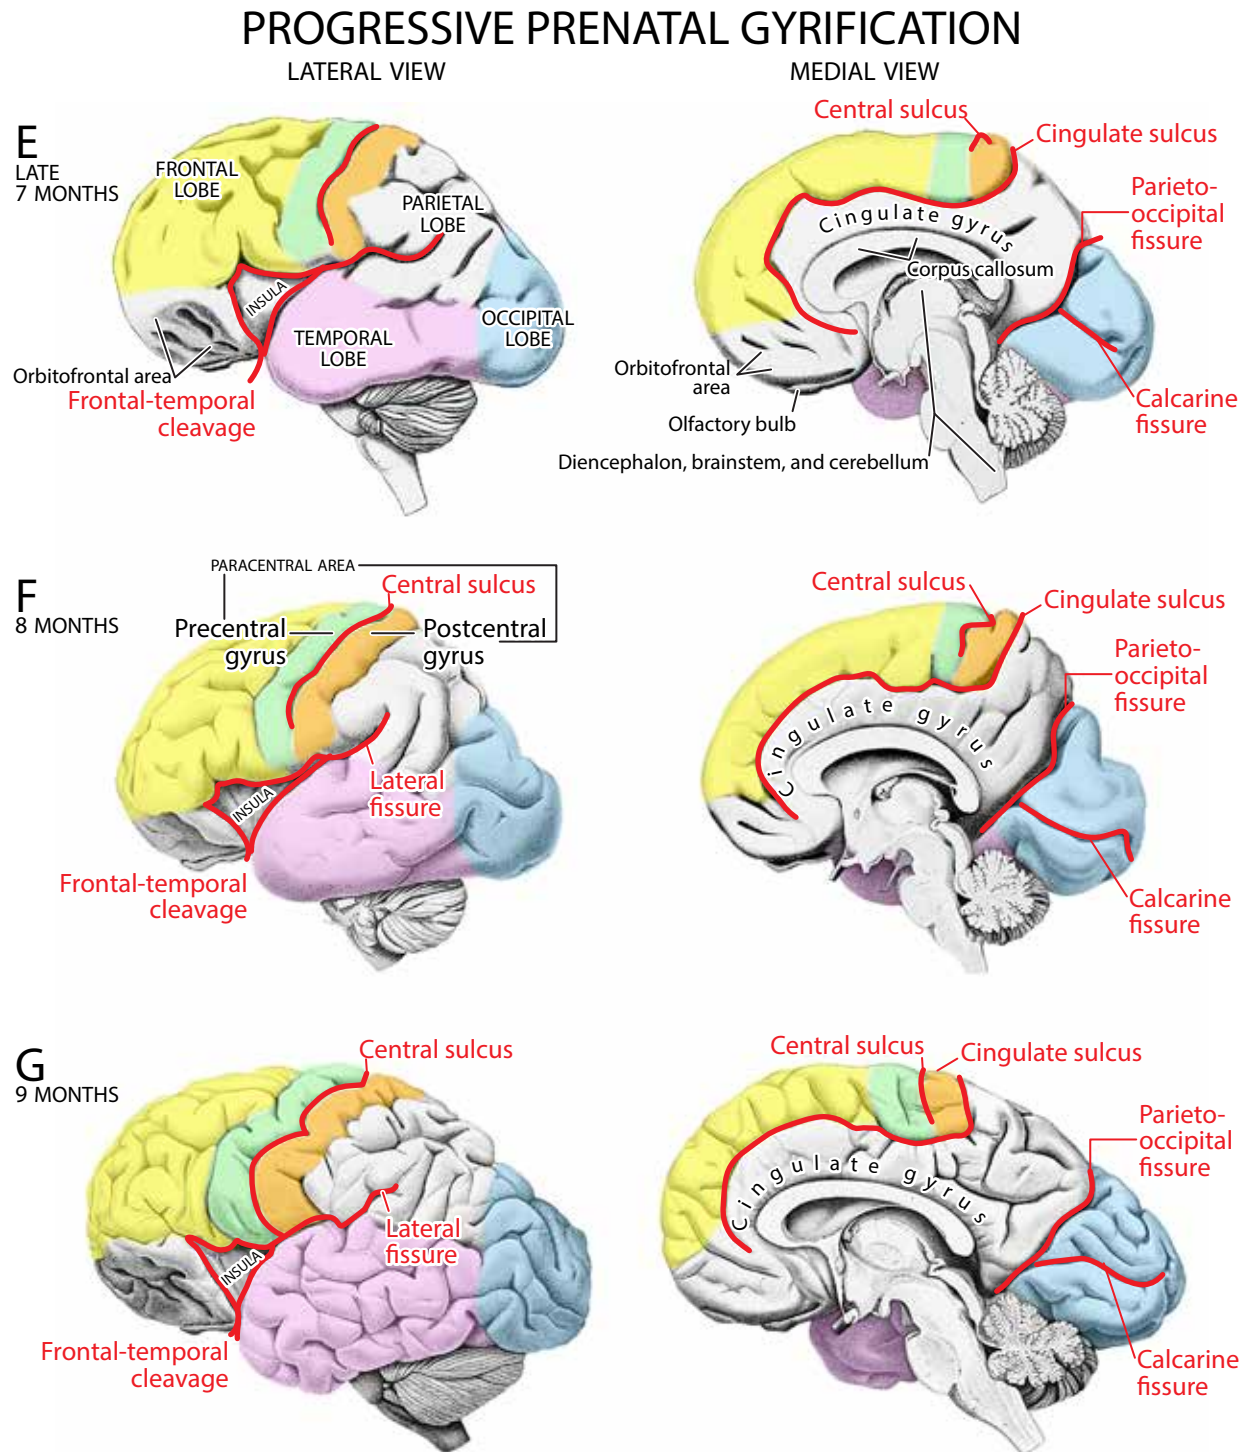 PROGRESSIVE PRENATAL GYRIFICATION
LATERAL VIEW
MEDIAL VIEW
E
LATE
7 MONTHS
FRONTAL
LOBE
PARIETAL
LOBE
INSULA
TEMPORAL
LOBE
OCCIPITAL
LOBE
Orbitofrontal area
Frontal-temporal
cleavage
Central sulcus
Cingulate sulcus
Parieto-
occipital
fissure
Cingulate gyrus
Corpus callosum
Orbitofrontal
area
Olfactory bulb
Calcarine
fissure
Diencephalon, brainstem, and cerebellum
F
8 MONTHS
PARACENTRAL AREA
Central sulcus
Precentral
gyrus
Postcentral
gyrus
INSULA
Lateral
fissure
Frontal-temporal
cleavage
Central sulcus
Cingulate sulcus
Parieto-
occipital
fissure
Cingulate gyrus
Calcarine
fissure
G
9 MONTHS
Central sulcus
INSULA
Lateral
fissure
Frontal-temporal
cleavage
Central sulcus
Cingulate sulcus
Parieto-
occipital
fissure
Cingulate gyrus
Calcarine
fissure